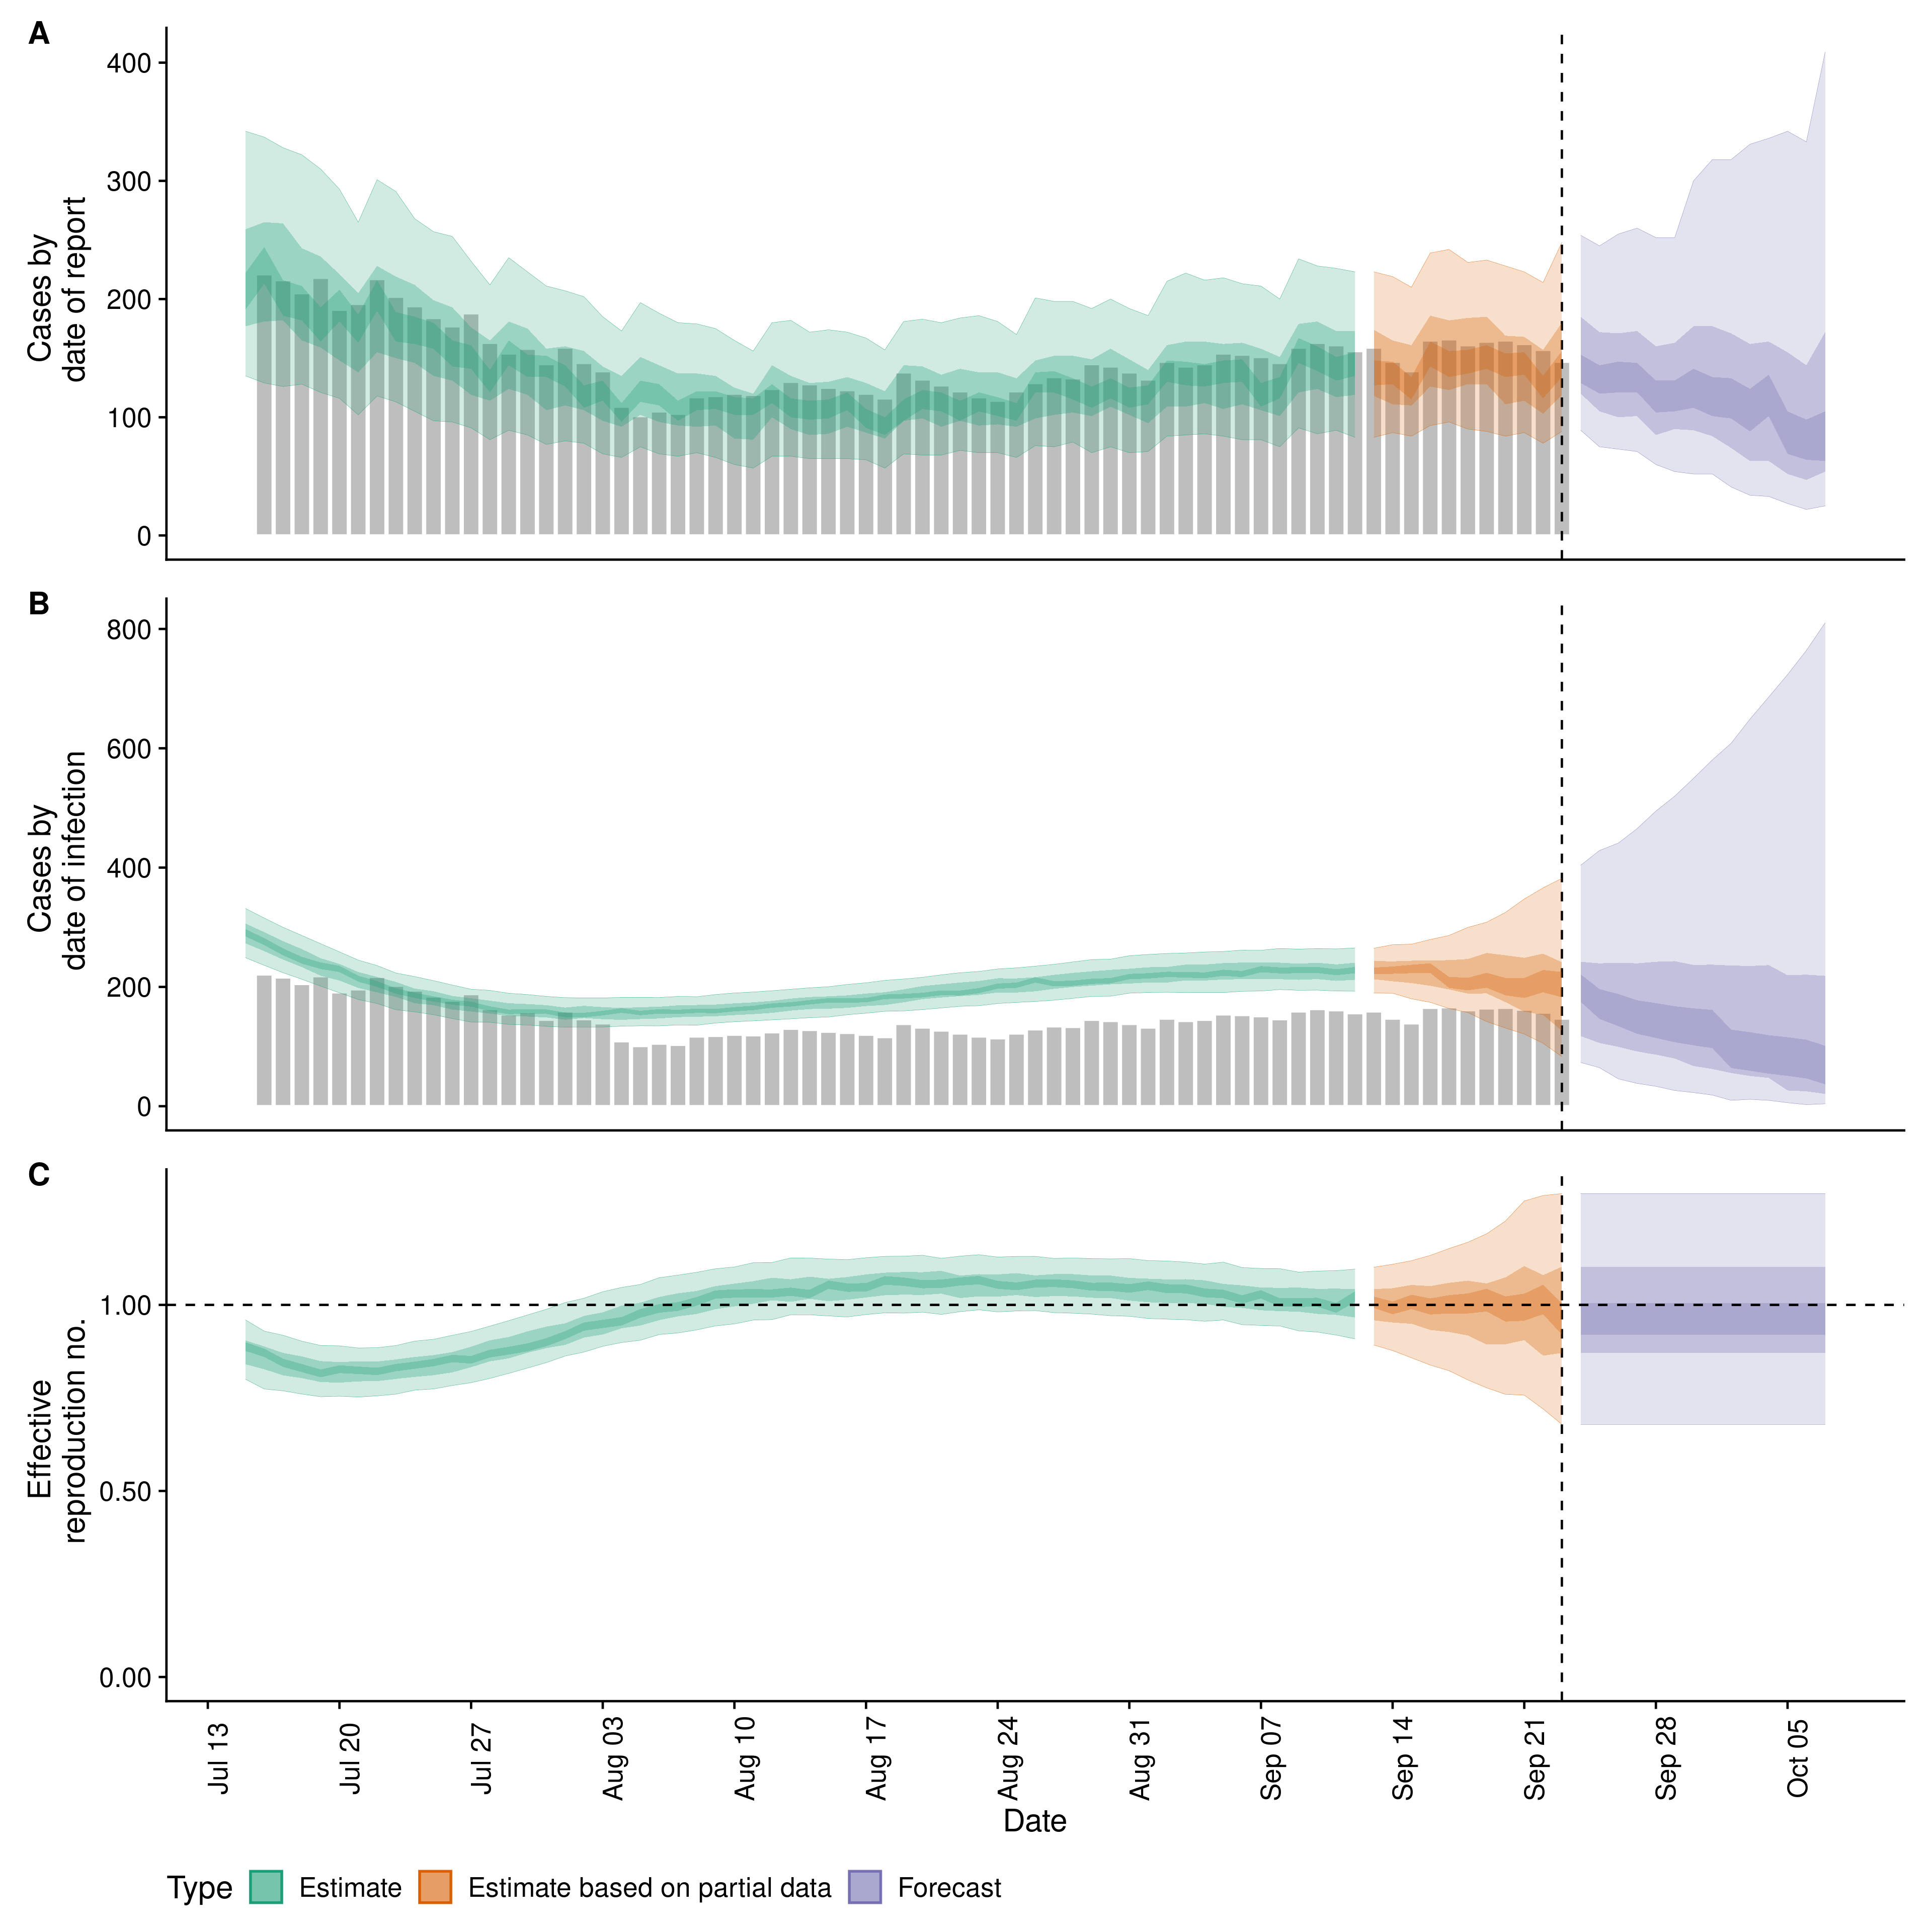 A
Cases by
date of report
400
300
200
100
0
B
Cases by
date of infection
800
600
400
200
0
C
Effective
reproduction no.
1.00
0.50
0.00
Jul 13
Jul 20
Jul 27
Aug 03
Aug 10
Aug 17
Aug 24
Aug 31
Sep 07
Sep 14
Sep 21
Sep 28
Oct 05
Date
Type Estimate Estimate based on partial data Forecast